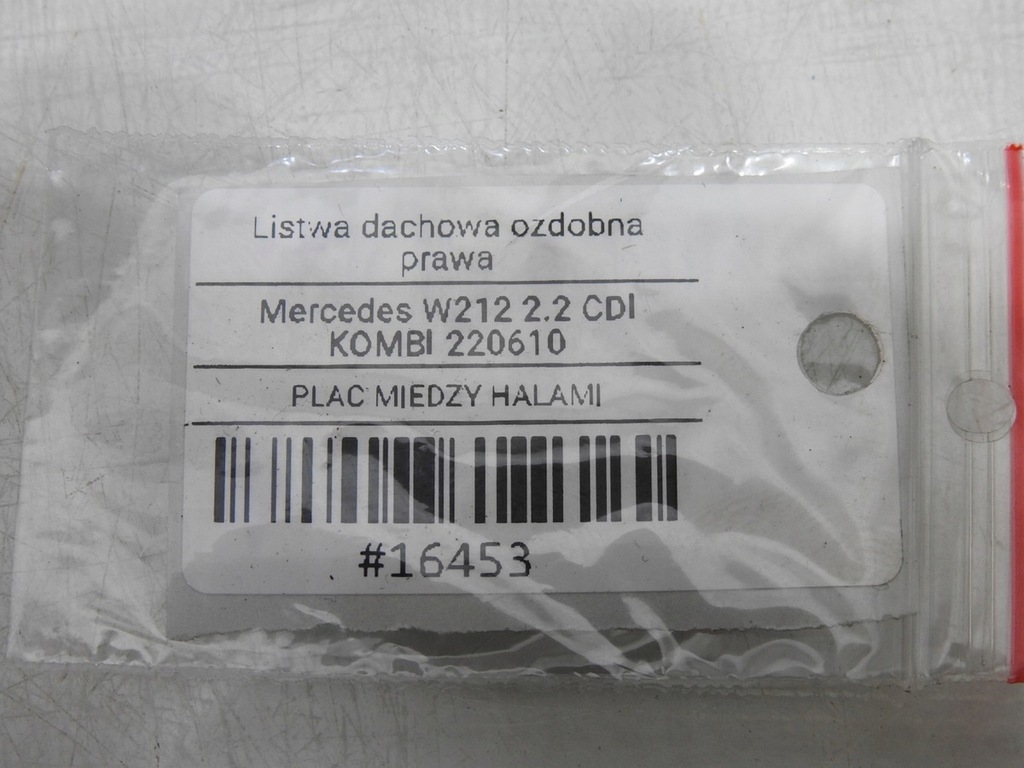 Listwa dachowa ozdobna
prawa
Mercedes W212 2.2 CDI
KOMBI 220610
PLAC MIEDZY HALAMI
#16453